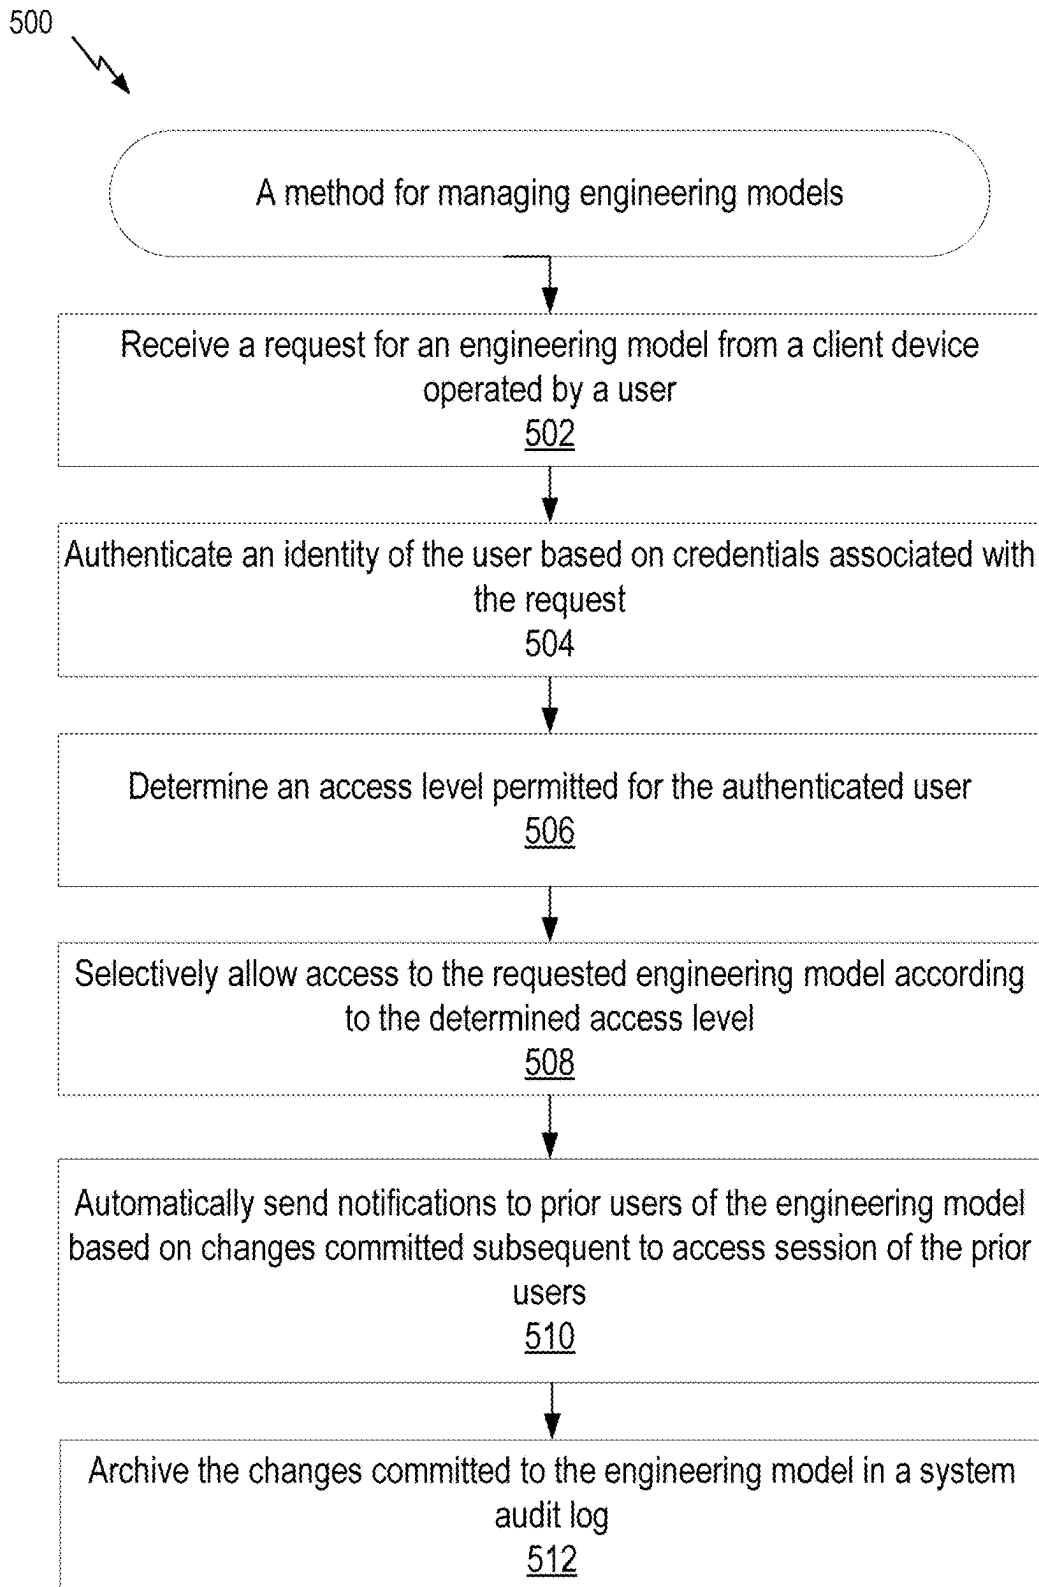 500
A method for managing engineering models
Receive a request for an engineering model from a client device
operated by a user
502
Authenticate an identity of the user based on credentials associated with
the request
504
Determine an access level permitted for the authenticated user
506
Selectively allow access to the requested engineering model according
to the determined access level
508
Automatically send notifications to prior users of the engineering model
based on changes committed subsequent to access session of the prior
users
510
Archive the changes committed to the engineering model in a system
audit log
512